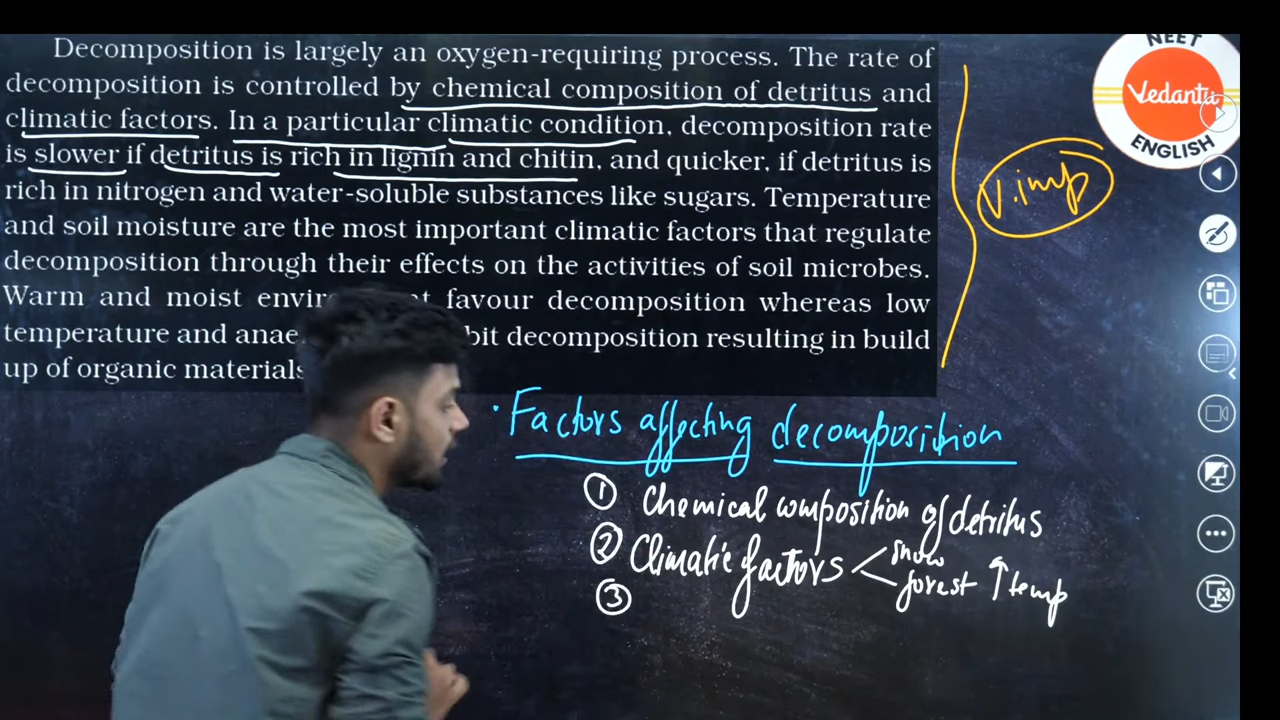 Decomposition is largely an oxygen-requiring process. The rate of
decomposition is controlled by chemical composition of detritus and
climatic factors. In a particular climatic condition, decomposition rate
is slower if detritus is rich in lignin and chitin, and quicker, if detritus is
rich in nitrogen and water-soluble substances like sugars. Temperature
and soil moisture are the most important climatic factors that regulate
decomposition through their effects on the activities of soil microbes.
Warm and moist favour decomposition whereas low
temperature and decomposition resulting in build
up of organic materials
NEET
Vedantu
ENGLISH
V.imp
Factors affecting decomposition
① Chemical composition of detritus
② Climatic factors
snow
forest ↑ temp
③